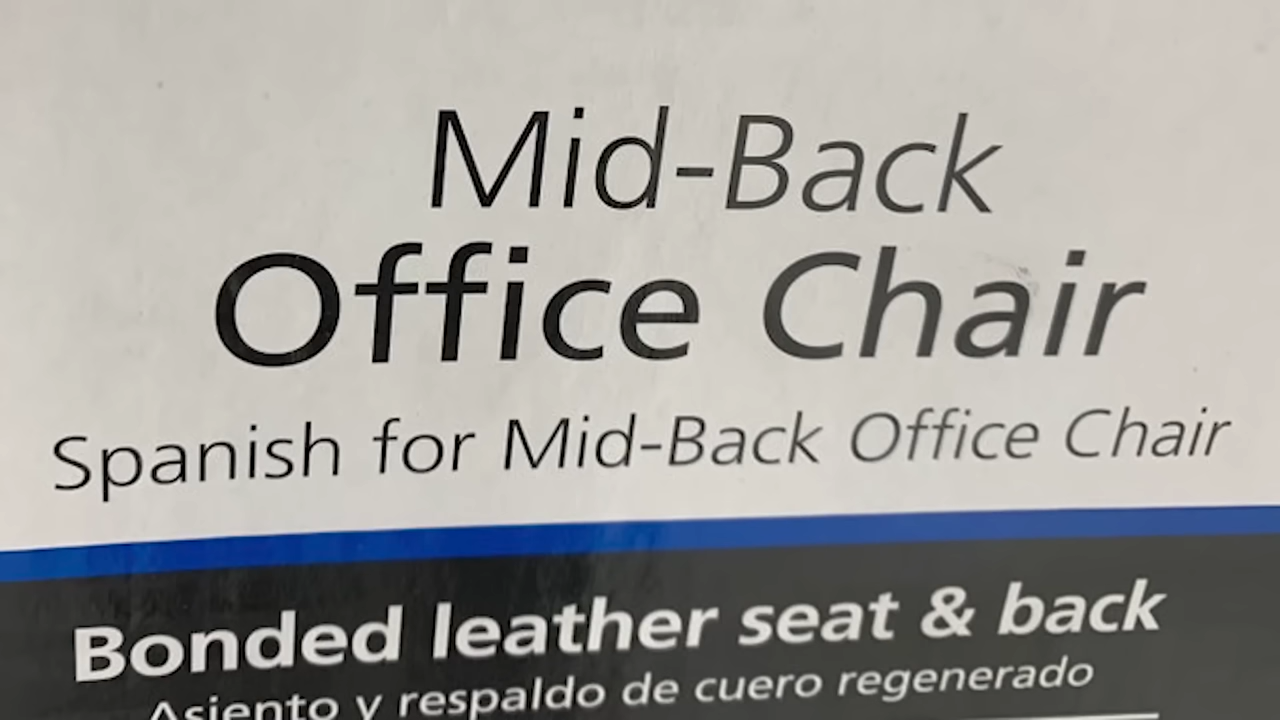 Mid-Back
Office Chair
Spanish for Mid-Back Office Chair
Bonded leather seat & back
Asiento y respaldo de cuero regenerado